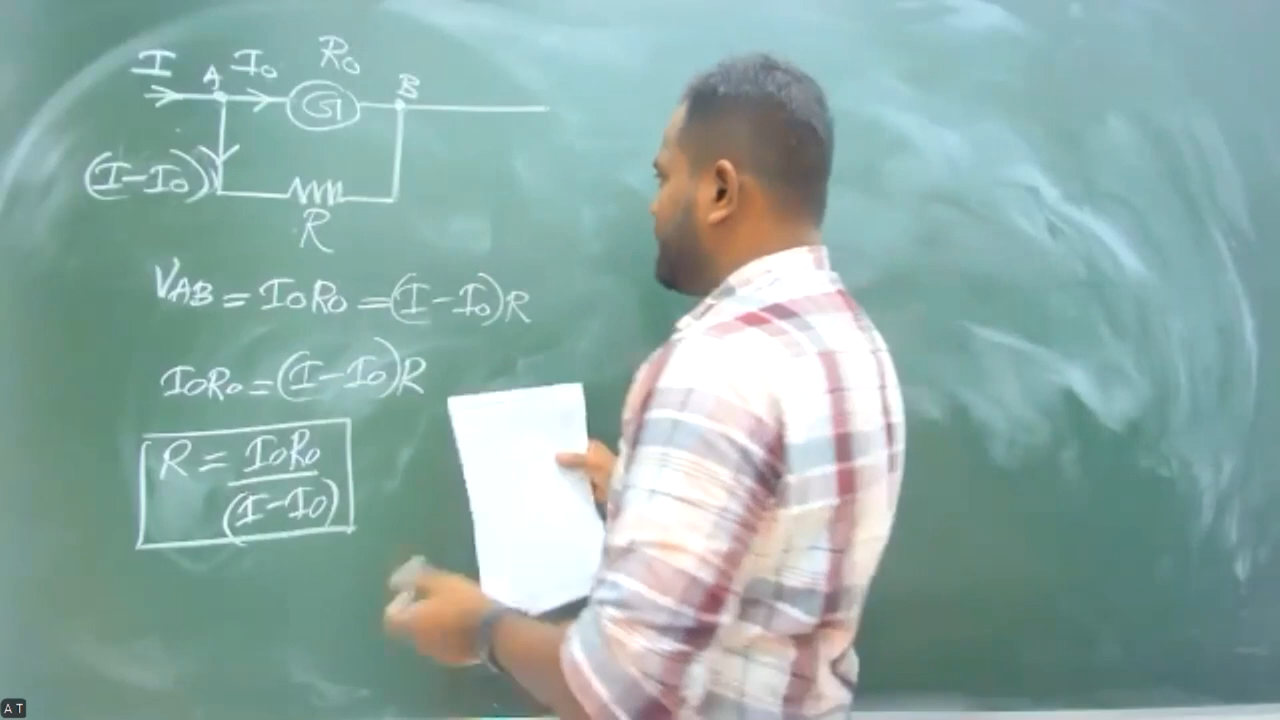 I A I₀ R₀ B
G
(I-I₀)
R
V_AB = I₀R₀ = (I-I₀)R
I₀R₀ = (I-I₀)R
R = I₀R₀/(I-I₀)
A T